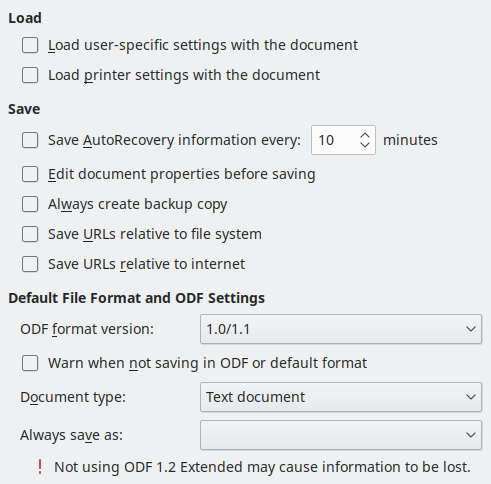 Load
Load user-specific settings with the document
Load printer settings with the document
Save
Save AutoRecovery information every: 10 minutes
Edit document properties before saving
Always create backup copy
Save URLs relative to file system
Save URLs relative to internet
Default File Format and ODF Settings
ODF format version: 1.0/1.1
Warn when not saving in ODF or default format
Document type: Text document
Always save as:
! Not using ODF 1.2 Extended may cause information to be lost.